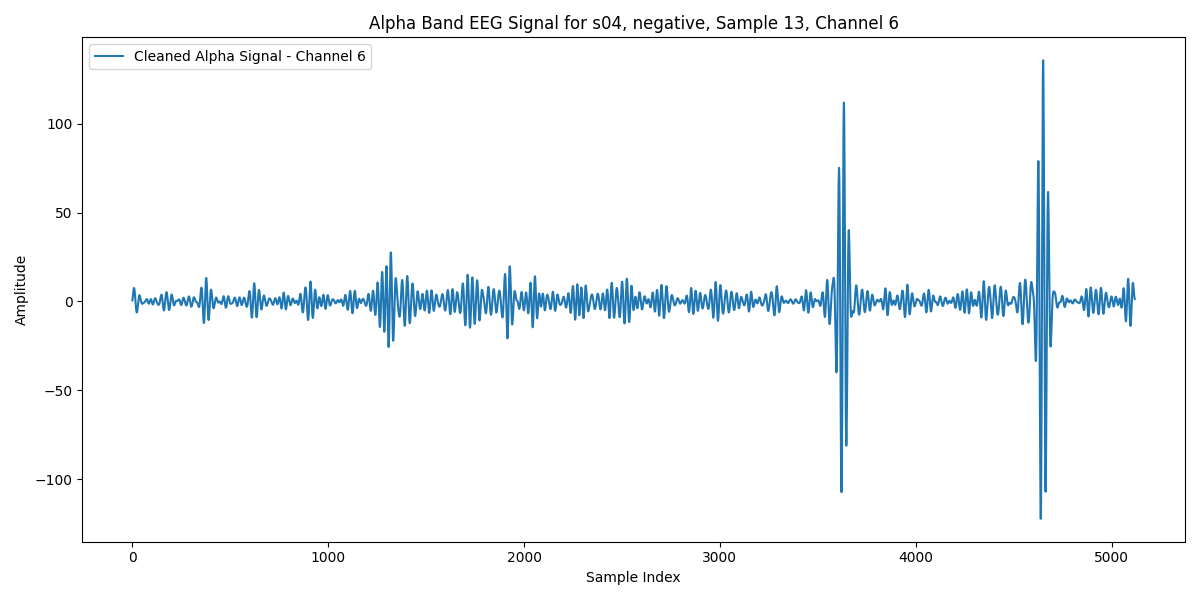 Alpha Band EEG Signal for s04, negative, Sample 13, Channel 6
Cleaned Alpha Signal - Channel 6
Amplitude
100
50
0
−50
−100
0 1000 2000 3000 4000 5000
Sample Index